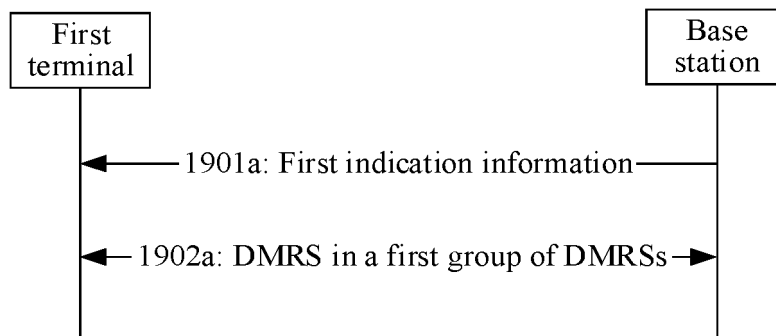 First
terminal
Base
station
1901a: First indication information
1902a: DMRS in a first group of DMRSs